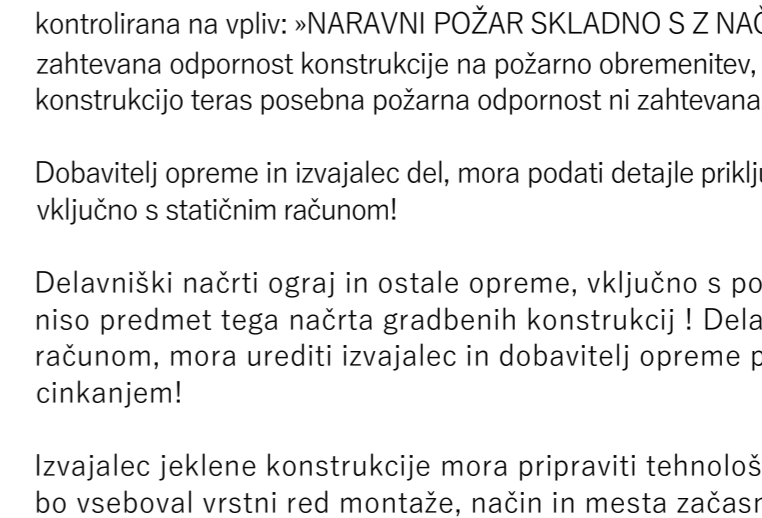 kontrolirana na vpliv: »NARAVNI POŽAR SKLADNO S Z
zahtevana odpornost konstrukcije na požarno obremenitev,
konstrukcijo teras posebna požarna odpornost ni zahtevana
Dobavitelj opreme in izvajalec del, mora podati detajle
vključno s statičnim računom!
Delavniški načrti ograj in ostale opreme, vključno s
niso predmet tega načrta gradbenih konstrukcij !
računom, mora urediti izvajalec in dobavitelj opreme
cinkanjem!
Izvajalec jeklene konstrukcije mora pripraviti
bo vseboval vrstni red montaže, način in mesta